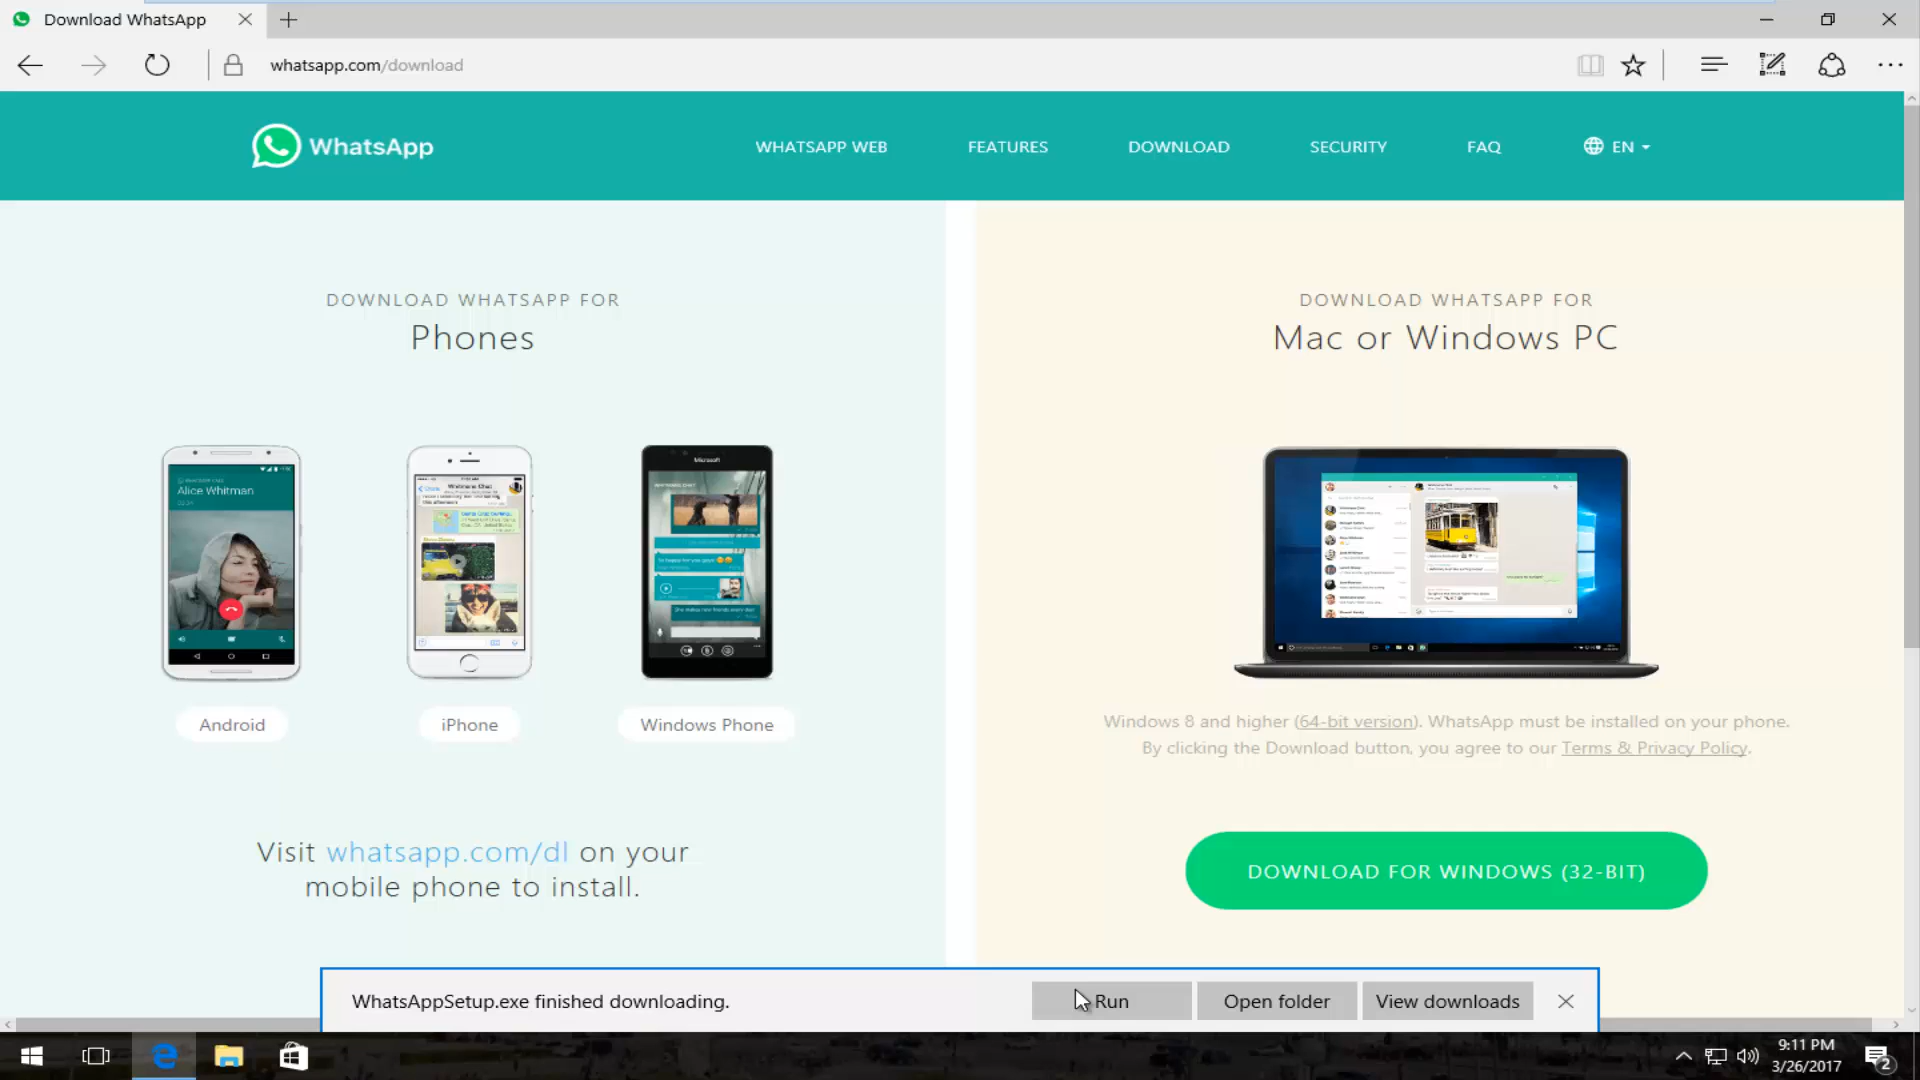 Download WhatsApp
whatsapp.com/download
WhatsApp
WHATSAPP WEB
FEATURES
DOWNLOAD
SECURITY
FAQ
EN
DOWNLOAD WHATSAPP FOR
Phones
Alice Whitman
Microsoft
Android
iPhone
Windows Phone
Visit whatsapp.com/dl on your
mobile phone to install.
DOWNLOAD WHATSAPP FOR
Mac or Windows PC
Windows 8 and higher (64-bit version). WhatsApp must be installed on your phone.
By clicking the Download button, you agree to our Terms & Privacy Policy.
DOWNLOAD FOR WINDOWS (32-BIT)
WhatsAppSetup.exe finished downloading.
Run
Open folder
View downloads
9:11 PM
3/26/2017
2